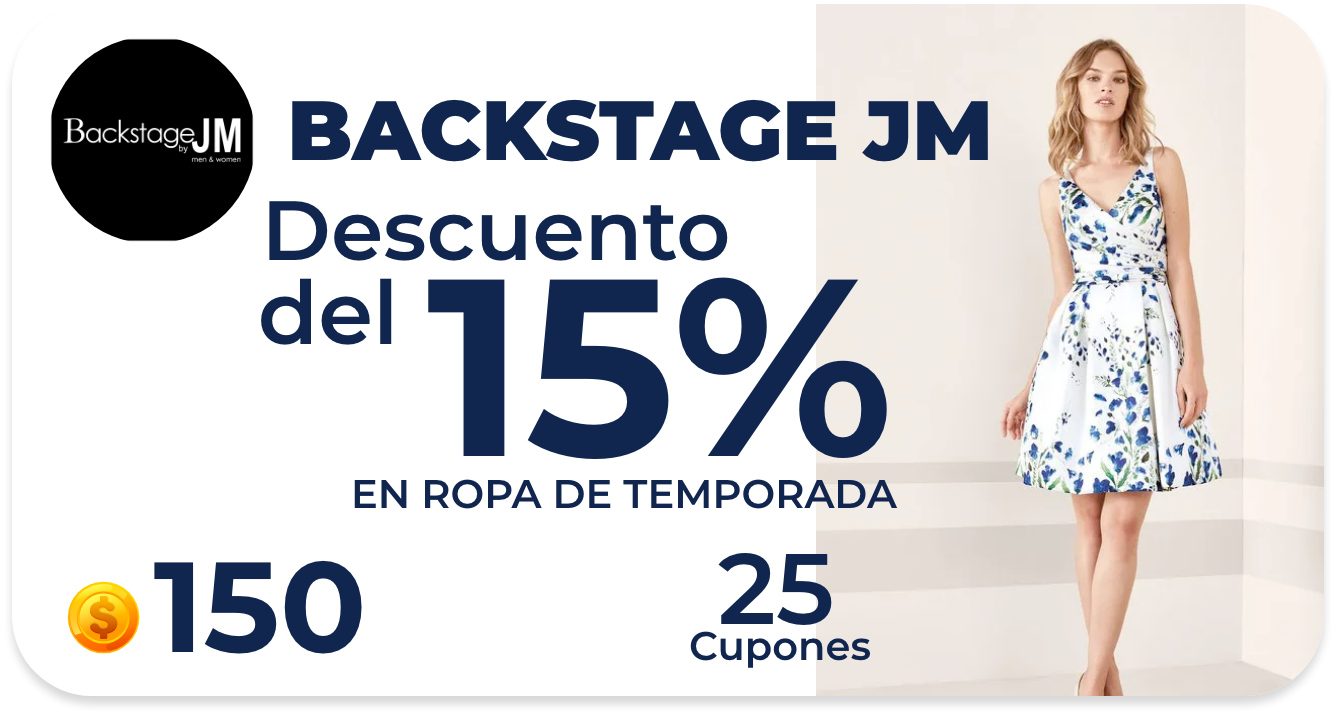 Backstage
by JM
men & women
BACKSTAGE JM
Descuento
del 15%
EN ROPA DE TEMPORADA
$ 150
25
Cupones